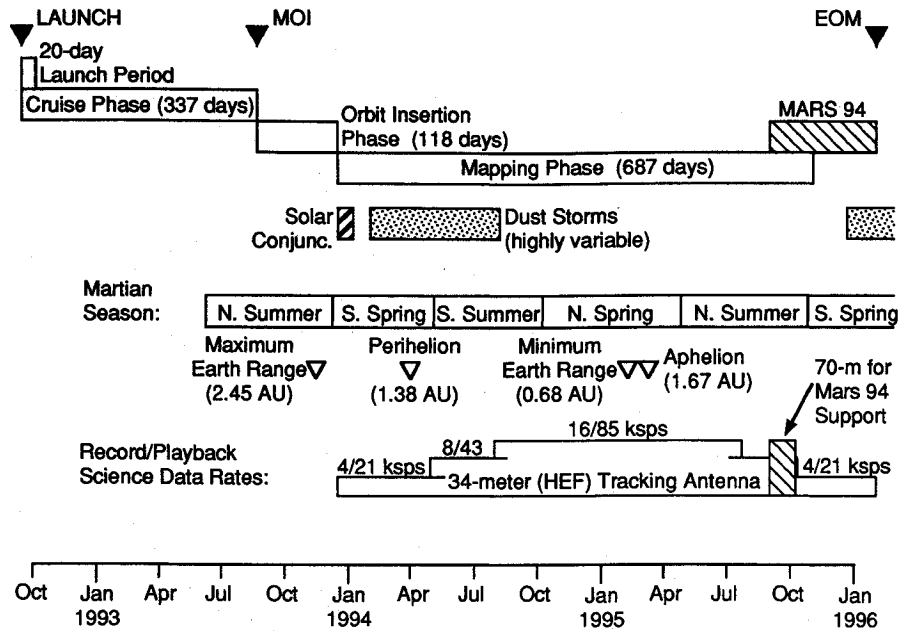 LAUNCH
MOI
EOM
20-day
Launch Period
Cruise Phase (337 days)
Orbit Insertion
Phase (118 days)
MARS 94
Mapping Phase (687 days)
Solar
Conjunc.
Dust Storms
(highly variable)
Martian
Season:
N. Summer
S. Spring
S. Summer
N. Spring
N. Summer
S. Spring
Maximum
Earth Range
(2.45 AU)
Perihelion
(1.38 AU)
Minimum
Earth Range
(0.68 AU)
Aphelion
(1.67 AU)
70-m for
Mars 94
Support
Record/Playback
Science Data Rates:
4/21 ksps
8/43
16/85 ksps
34-meter (HEF) Tracking Antenna
4/21 ksps
Oct
Jan
1993
Apr
Jul
Oct
Jan
1994
Apr
Jul
Oct
Jan
1995
Apr
Jul
Oct
Jan
1996